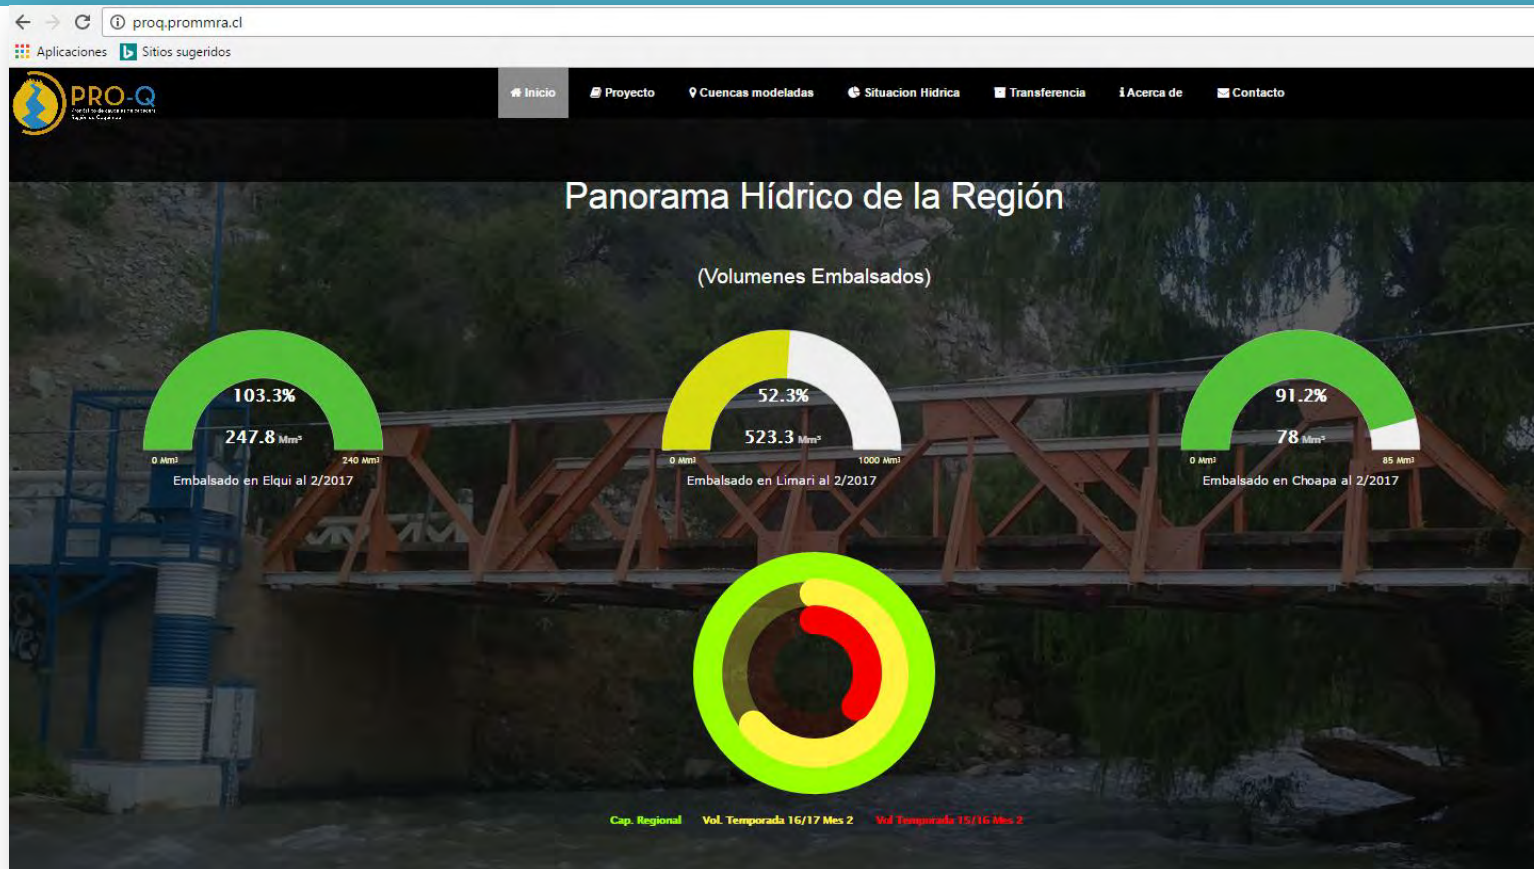 proq.prommra.cl
Aplicaciones Sitios sugeridos
PRO-Q
Inicio Proyecto Cuencas modeladas Situacion Hidrica Transferencia Acerca de Contacto
Panorama Hídrico de la Región
(Volumenes Embalsados)
103.3% 52.3% 91.2%
247.8 Mm³ 523.3 Mm³ 78 Mm³
0 Mm³ 240 Mm³ 0 Mm³ 1000 Mm³ 0 Mm³ 85 Mm³
Embalsado en Elqui al 2/2017 Embalsado en Limari al 2/2017 Embalsado en Choapa al 2/2017
Cap. Regional Vol. Temporada 16/17 Mes 2 Vol Temporada 15/16 Mes 2